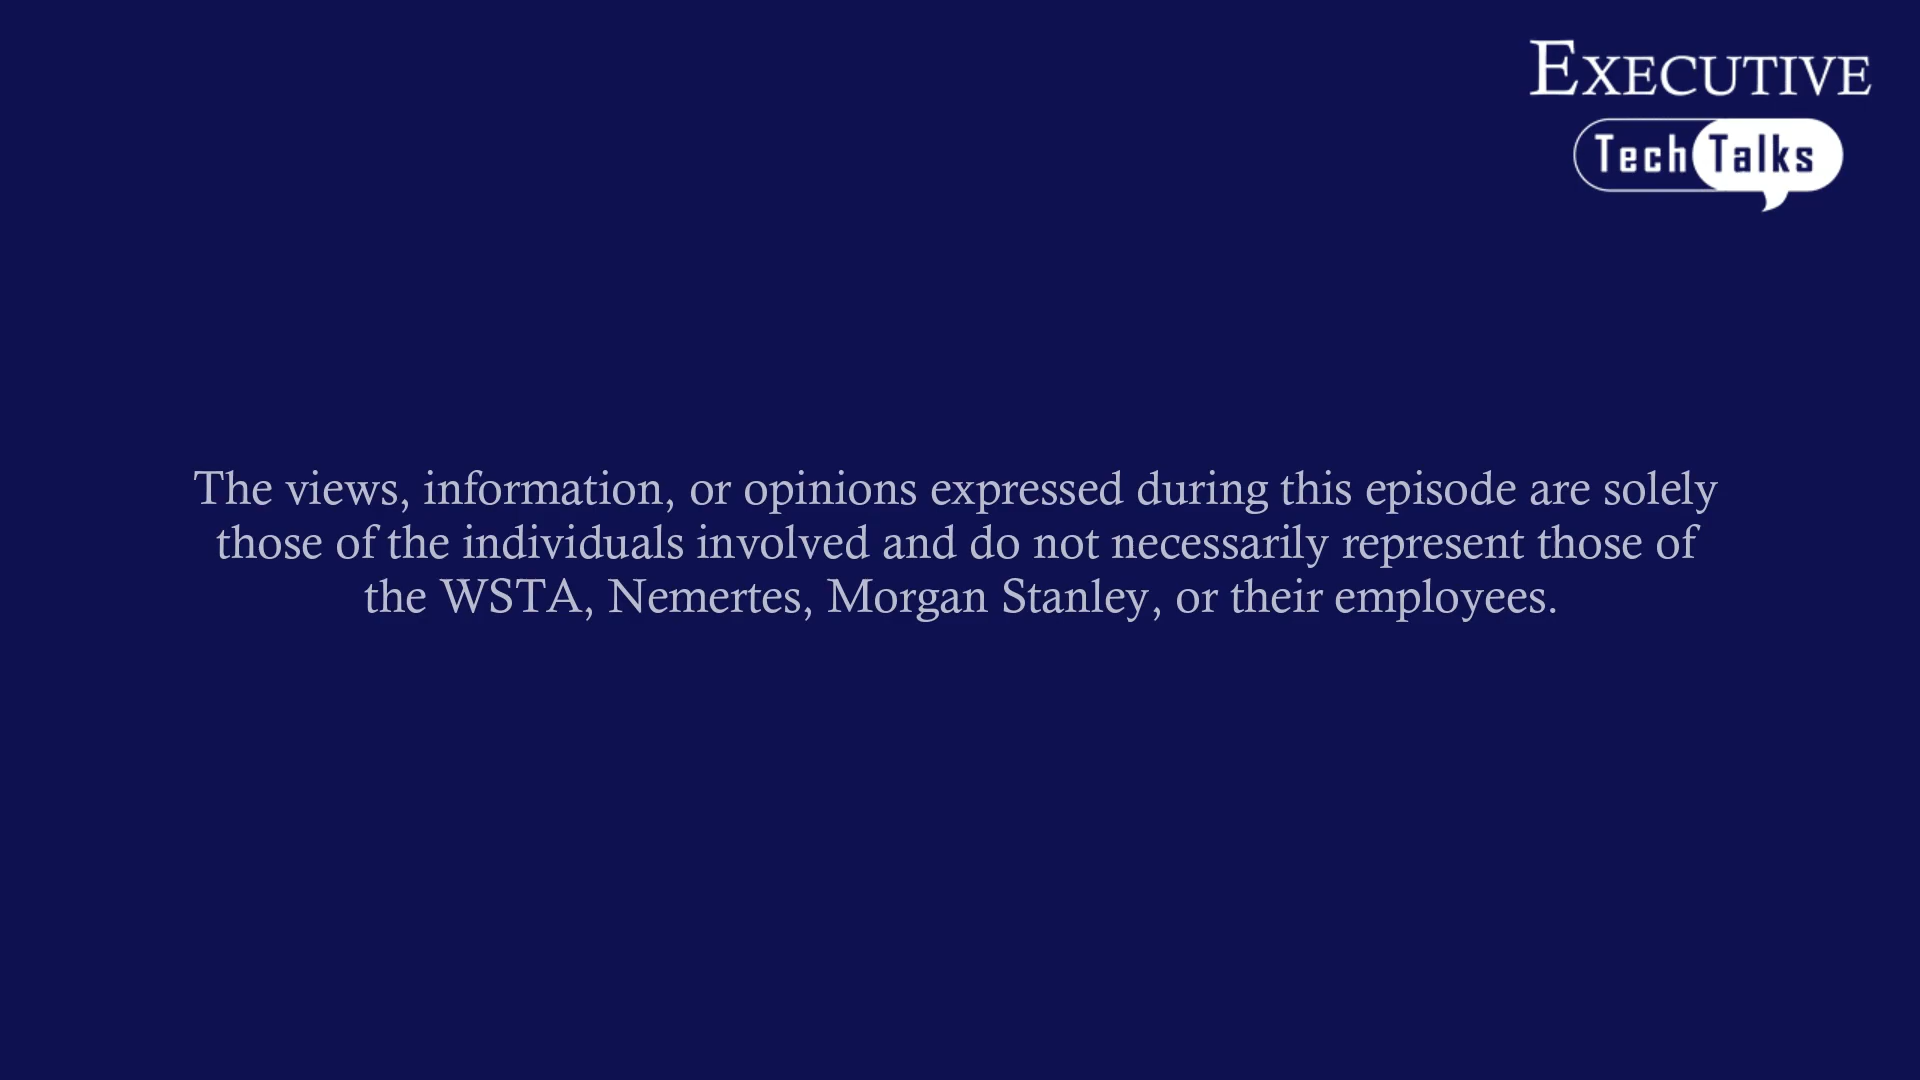 EXECUTIVE
Tech Talks
The views, information, or opinions expressed during this episode are solely
those of the individuals involved and do not necessarily represent those of
the WSTA, Nemertes, Morgan Stanley, or their employees.